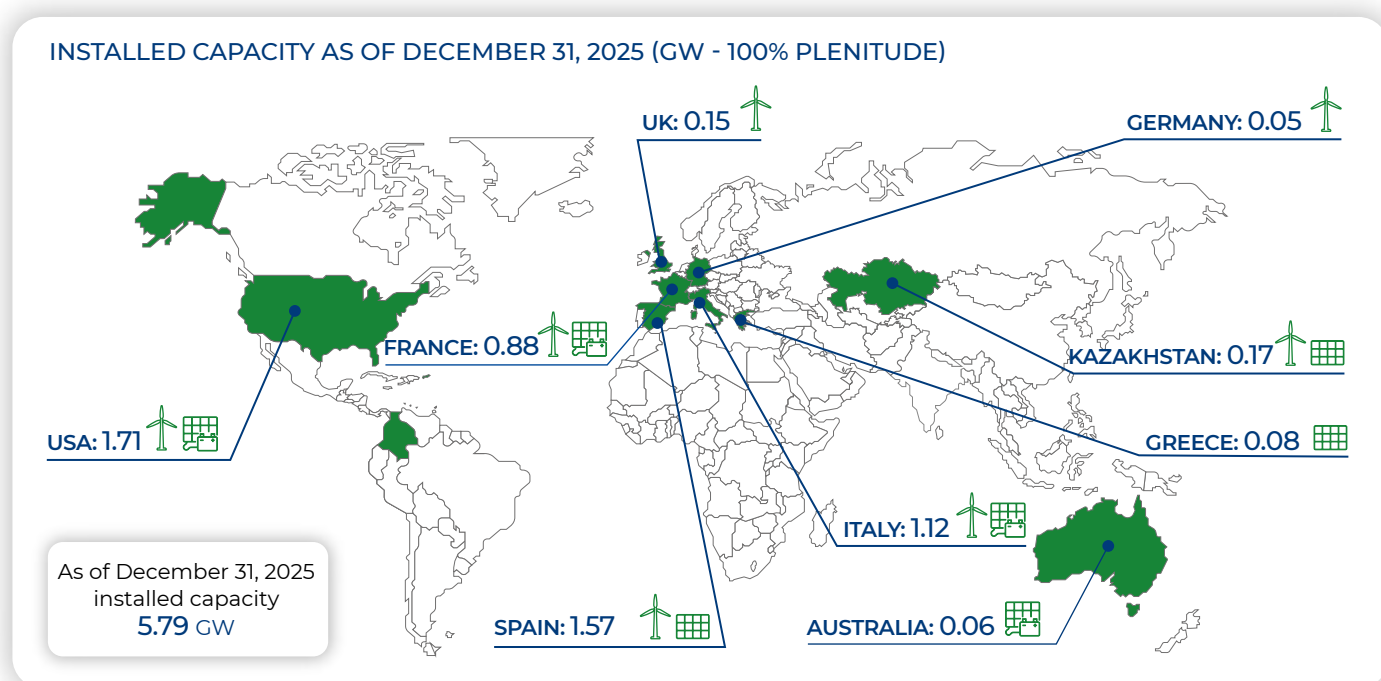 INSTALLED CAPACITY AS OF DECEMBER 31, 2025 (GW - 100% PLENITUDE)
UK: 0.15
GERMANY: 0.05
FRANCE: 0.88
KAZAKHSTAN: 0.17
USA: 1.71
GREECE: 0.08
ITALY: 1.12
SPAIN: 1.57
AUSTRALIA: 0.06
As of December 31, 2025
installed capacity
5.79 GW